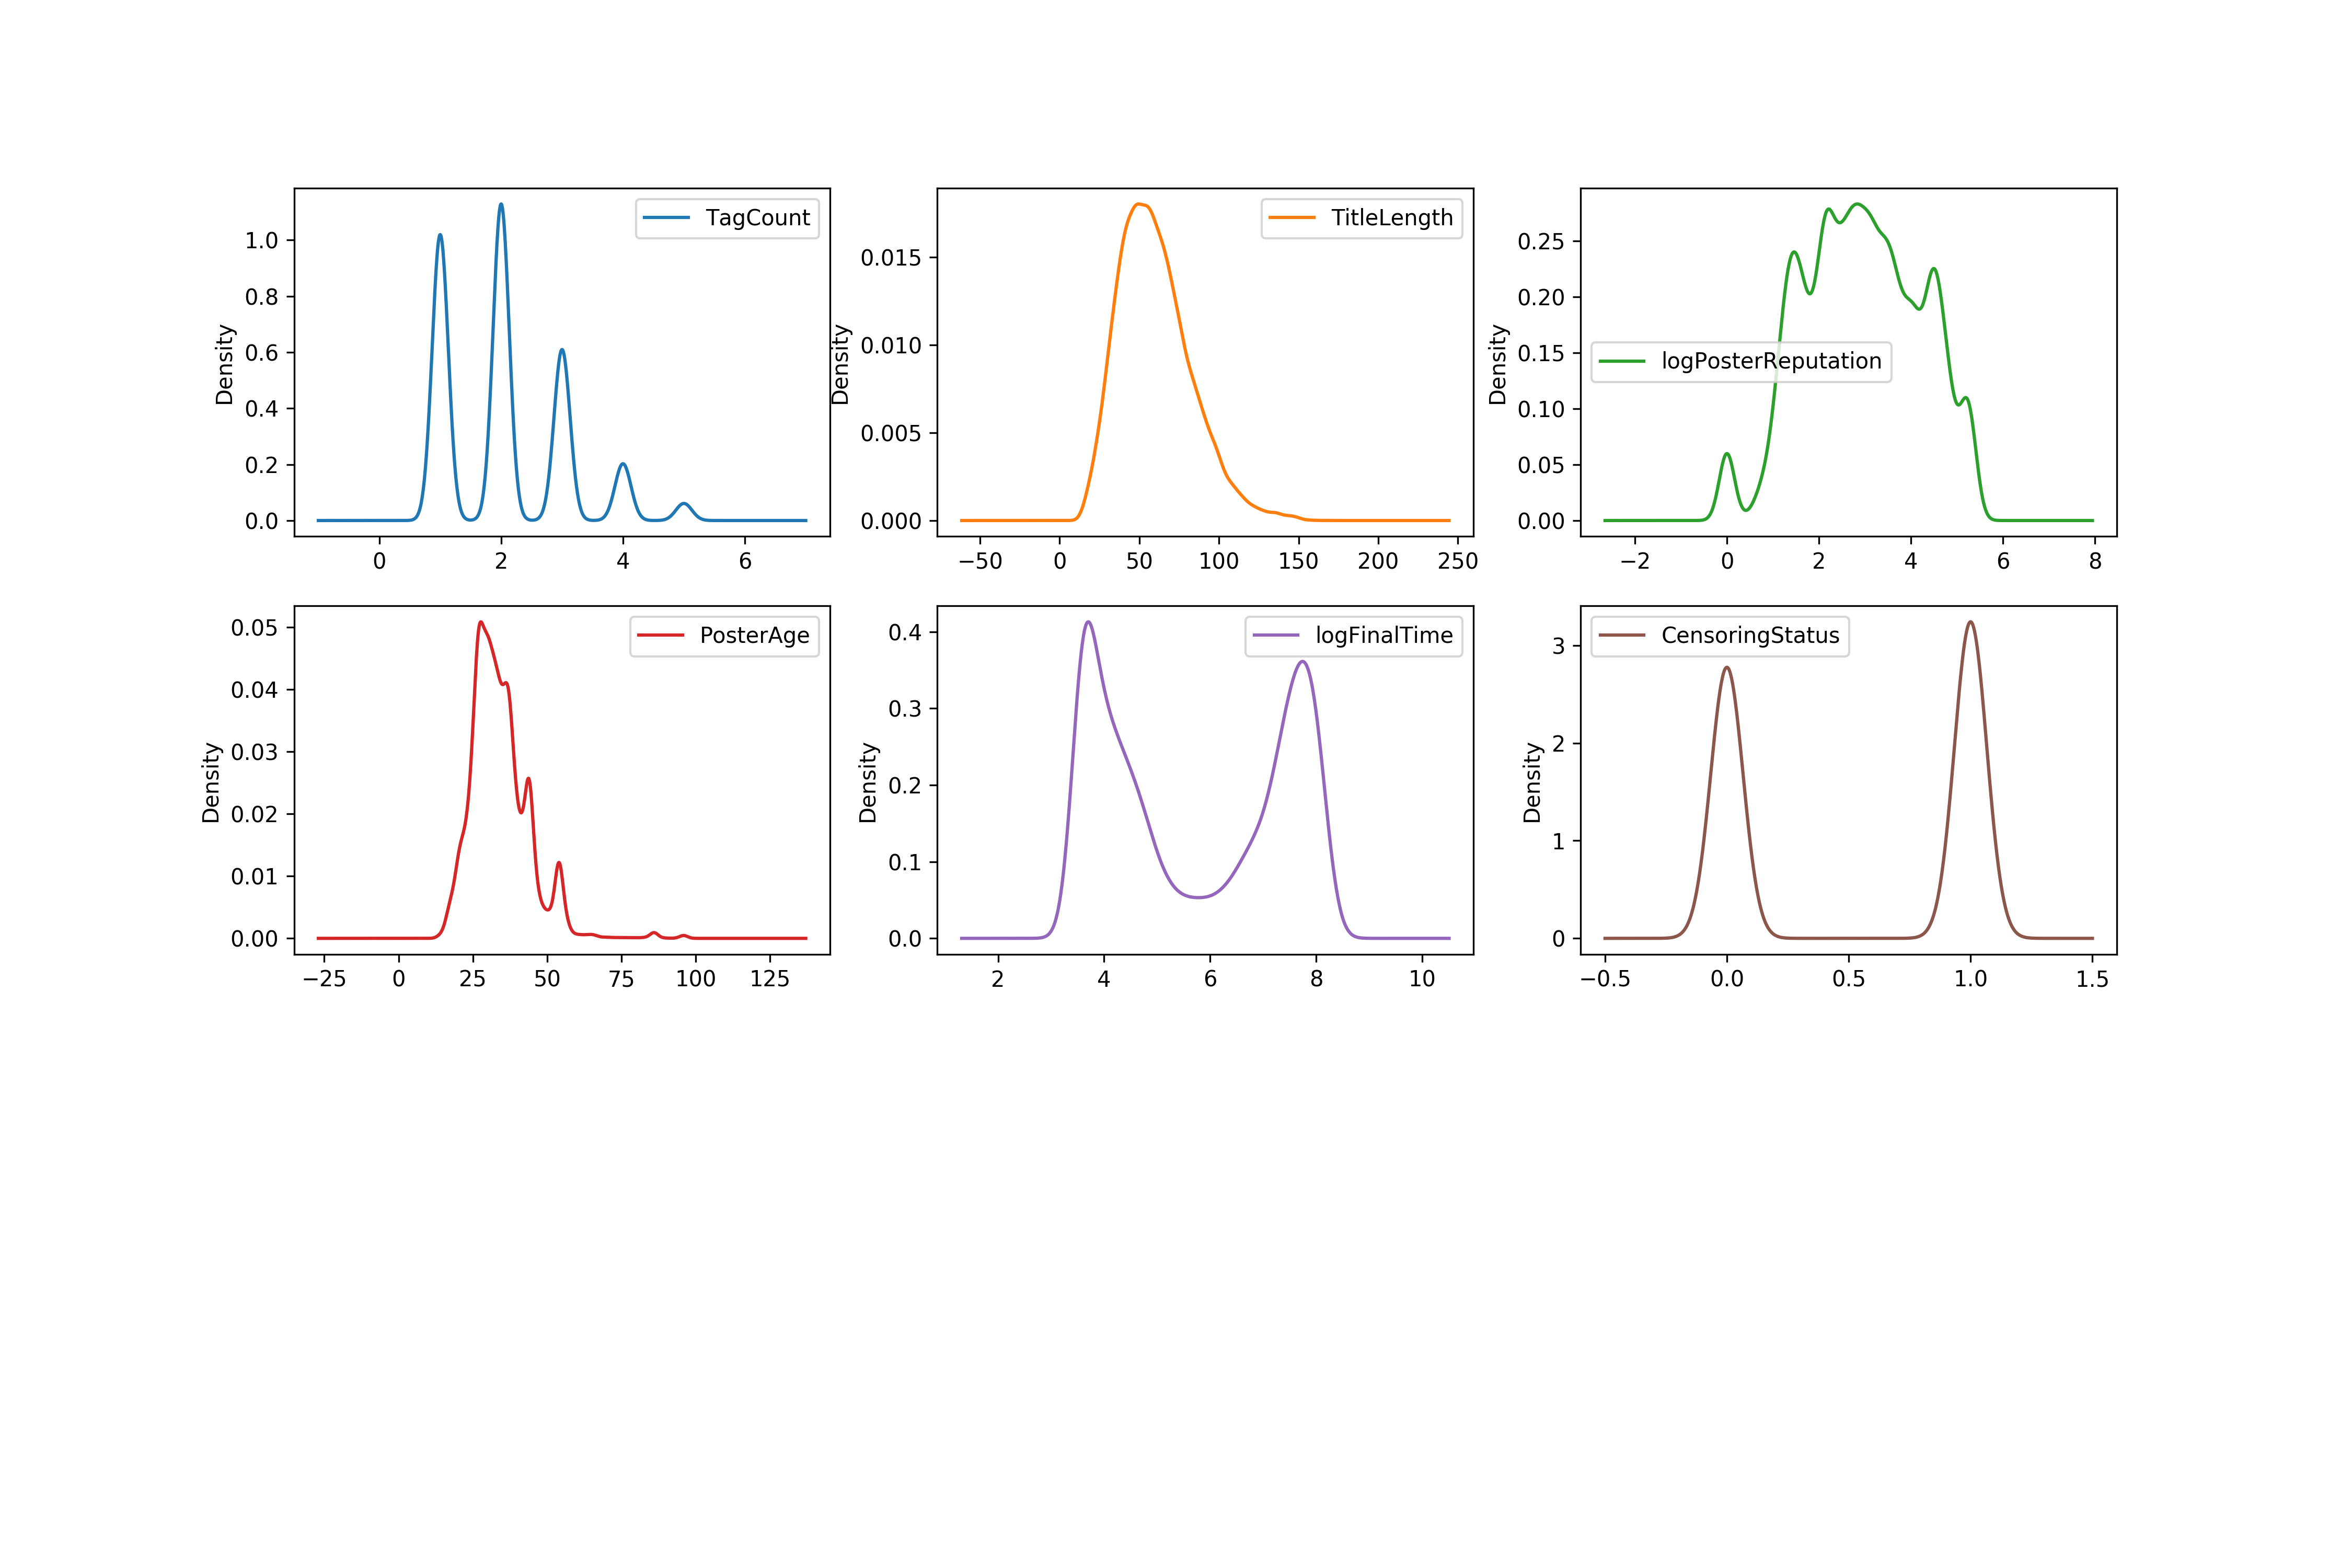 TagCount
Density
1.0
0.8
0.6
0.4
0.2
0.0
0 2 4 6
TitleLength
Density
0.015
0.010
0.005
0.000
−50 0 50 100 150 200 250
logPosterReputation
Density
0.25
0.20
0.15
0.10
0.05
0.00
−2 0 2 4 6 8
PosterAge
Density
0.05
0.04
0.03
0.02
0.01
0.00
−25 0 25 50 75 100 125
logFinalTime
Density
0.4
0.3
0.2
0.1
0.0
2 4 6 8 10
CensoringStatus
Density
3
2
1
0
−0.5 0.0 0.5 1.0 1.5